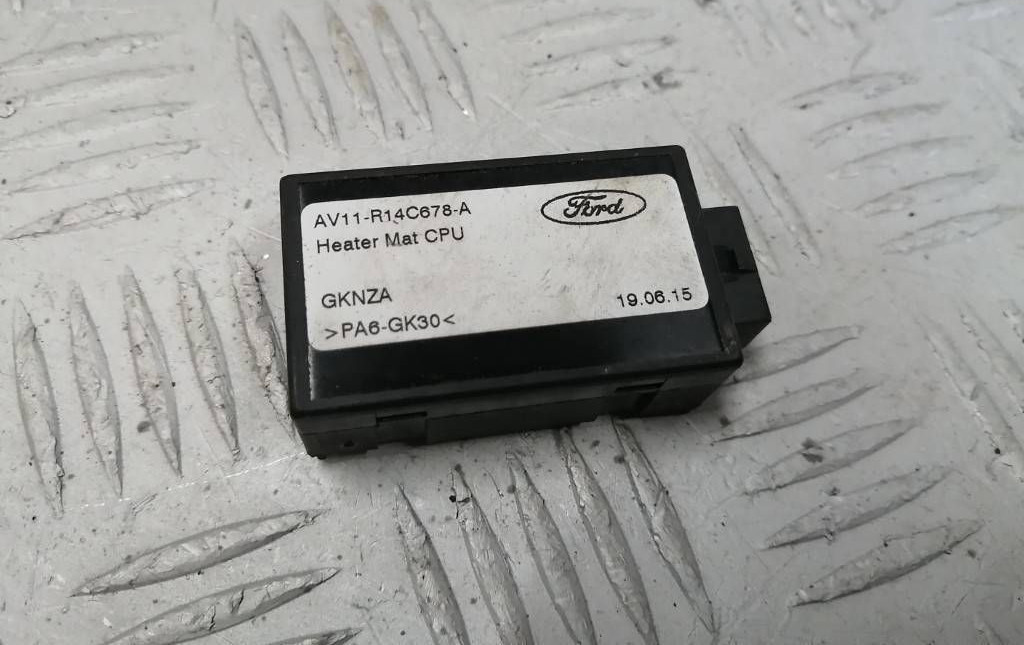 AV11-R14C678-A
Ford
Heater Mat CPU
GKNZA
19.06.15
>PA6-GK30<